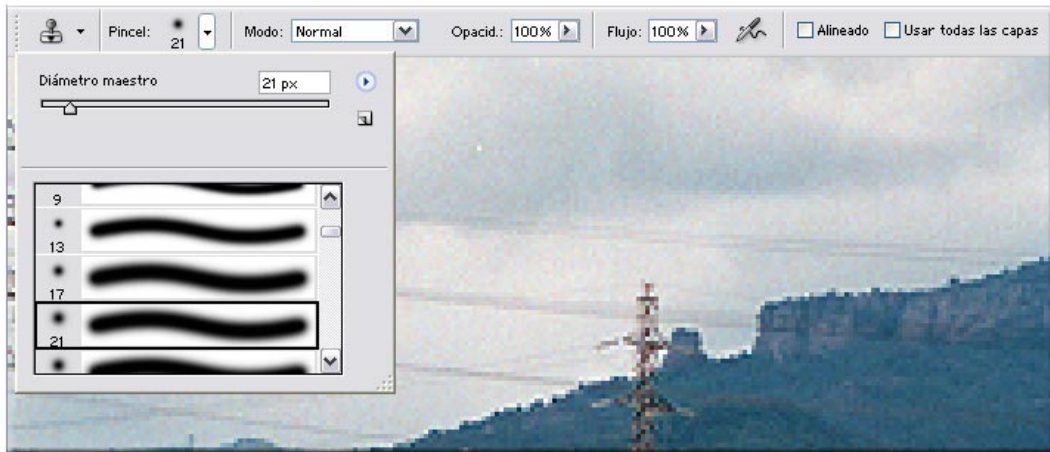 Pincel: 21 Modo: Normal Opacid.: 100% Flujo: 100% Alineado Usar todas las capas
Diámetro maestro 21 px
9
13
17
21